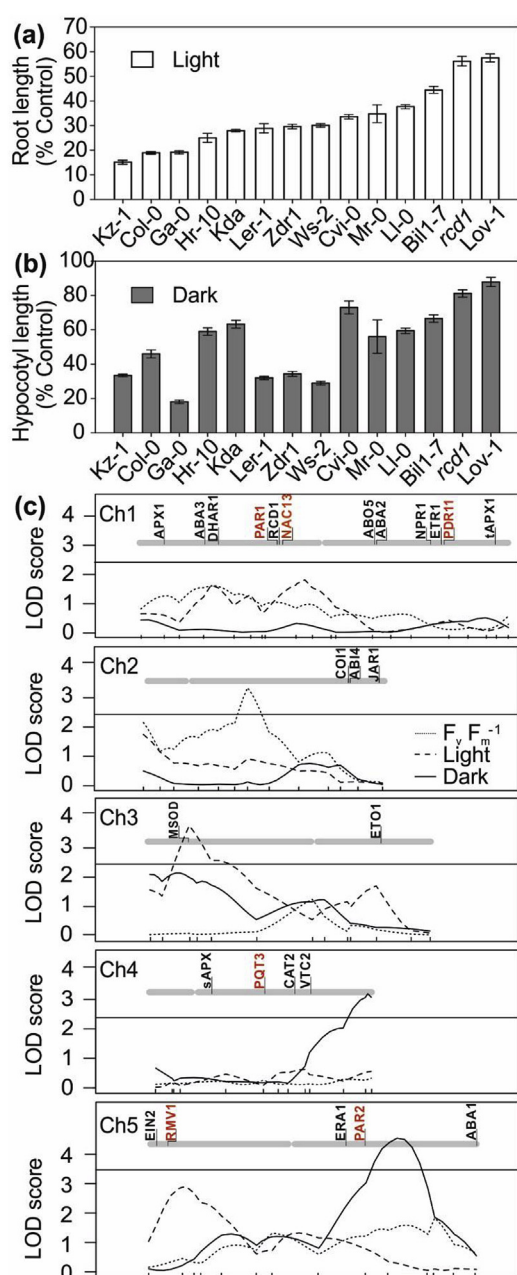 (a)
Root length
(% Control)
70
60
50
40
30
20
10
0
Light
Kz-1
Col-0
Ga-0
Hr-10
Kda
Ler-1
Zdr1
Ws-2
Cvi-0
Mr-0
Ll-0
Bil1-7
rcd1
Lov-1
(b)
Hypocotyl length
(% Control)
100
80
60
40
20
0
Dark
Kz-1
Col-0
Ga-0
Hr-10
Kda
Ler-1
Zdr1
Ws-2
Cvi-0
Mr-0
Ll-0
Bil1-7
rcd1
Lov-1
(c)
Ch1
LOD score
4
3
2
1
0
APX1
ABA3
DHAR1
PAR1
RCD1
NAC13
ABO5
ABA2
NPR1
ETR1
PDR11
tAPX1
Ch2
LOD score
4
3
2
1
0
COI1
ABI4
JAR1
Fv Fm-1
Light
Dark
Ch3
LOD score
4
3
2
1
0
MSOD
ETO1
Ch4
LOD score
4
3
2
1
0
sAPX
PQT3
CAT2
VTC2
Ch5
LOD score
4
3
2
1
0
EIN2
RMV1
ERA1
PAR2
ABA1